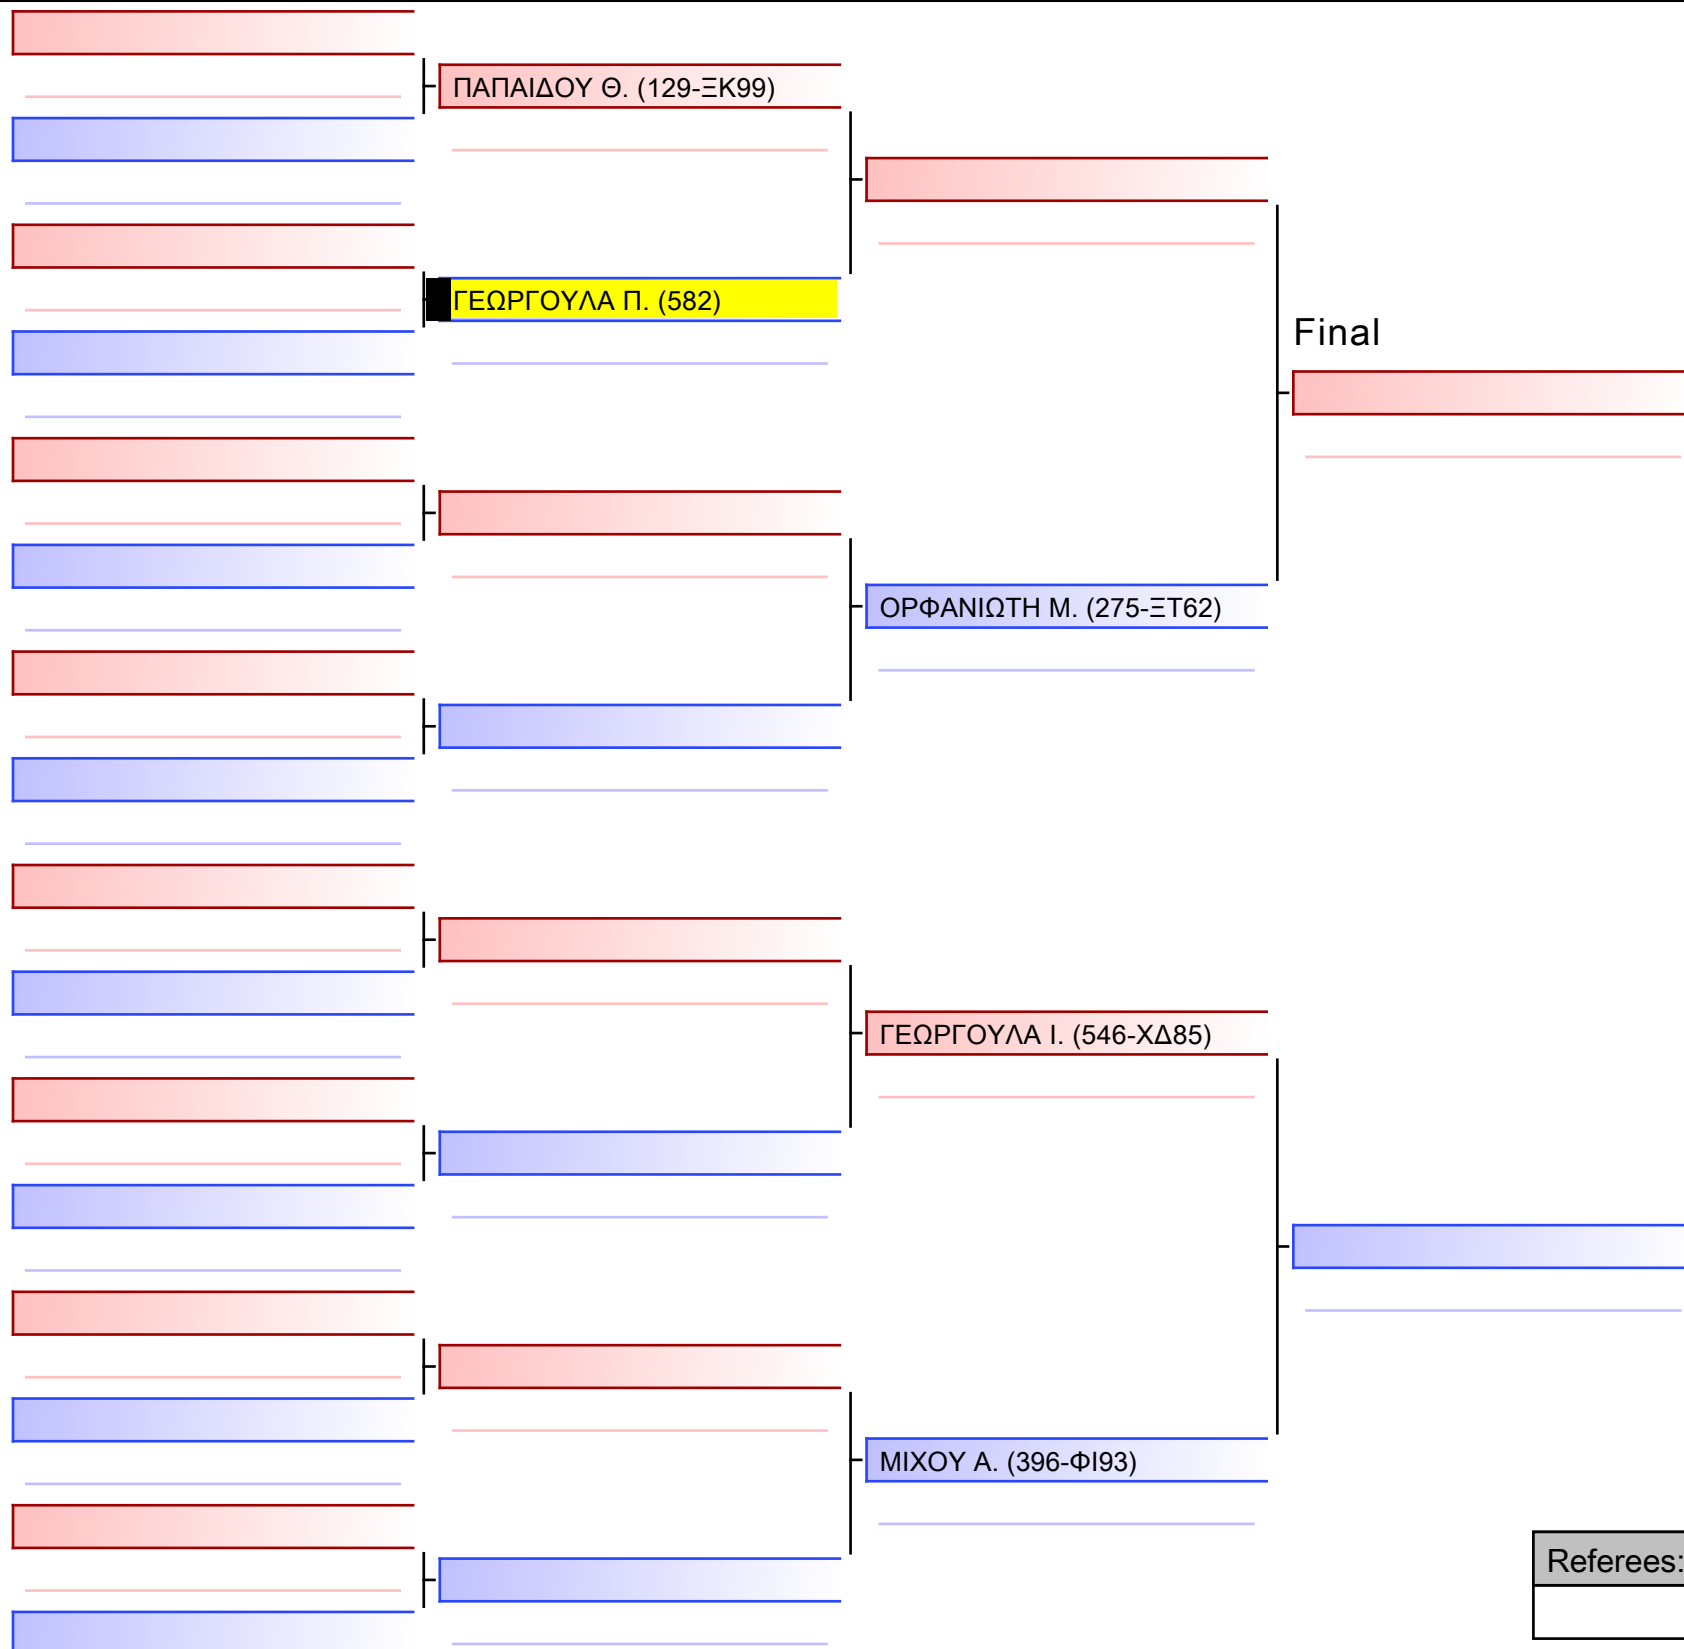 ΠΑΠΑΙΔΟΥ Θ. (129-ΞΚ99)
ΓΕΩΡΓΟΥΛΑ Π. (582)
Final
ΟΡΦΑΝΙΩΤΗ Μ. (275-ΞΤ62)
ΓΕΩΡΓΟΥΛΑ Ι. (546-ΧΔ85)
ΜΙΧΟΥ Α. (396-ΦΙ93)
Referees: